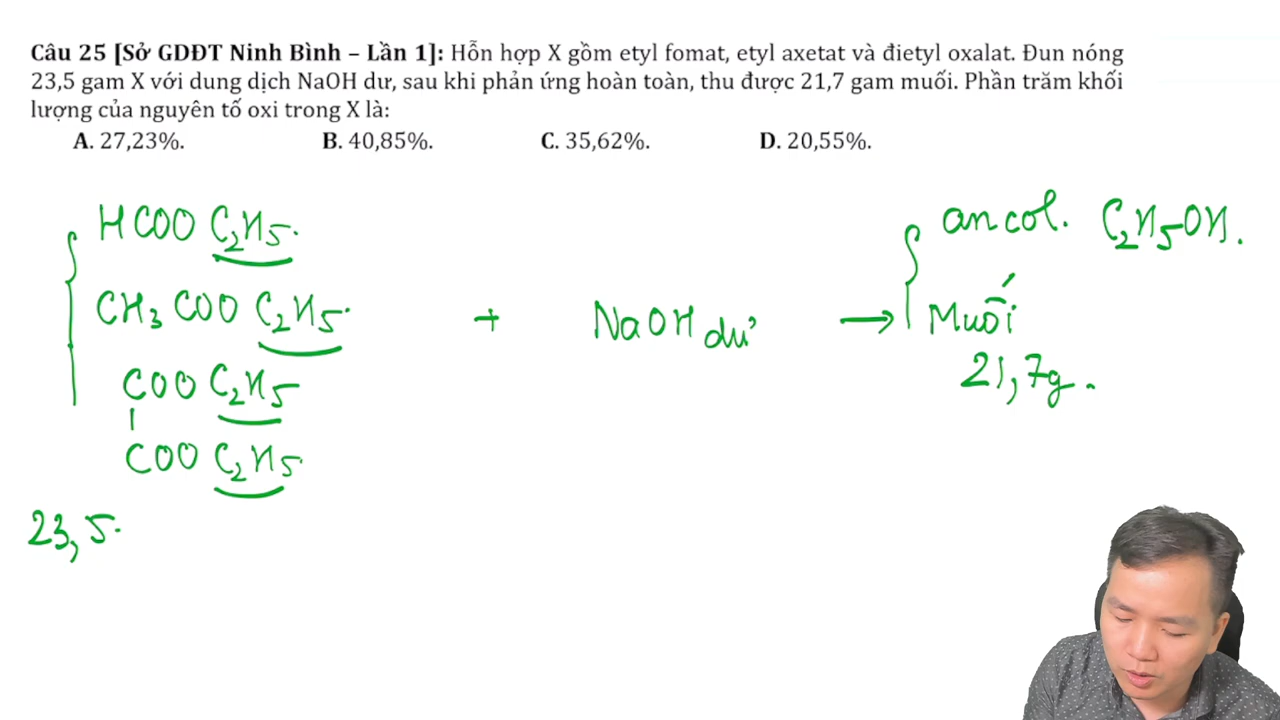 Câu 25 [Sở GDĐT Ninh Bình – Lần 1]: Hỗn hợp X gồm etyl fomat, etyl axetat và đietyl oxalat. Đun nóng
23,5 gam X với dung dịch NaOH dư, sau khi phản ứng hoàn toàn, thu được 21,7 gam muối. Phần trăm khối
lượng của nguyên tố oxi trong X là:
A. 27,23%. B. 40,85%. C. 35,62%. D. 20,55%.
HCOO C₂H₅.
CH₃ COO C₂H₅.
COO C₂H₅
COO C₂H₅.
23,5.
+ NaOH dư →
ancol. C₂H₅OH.
Muối
21,7g.